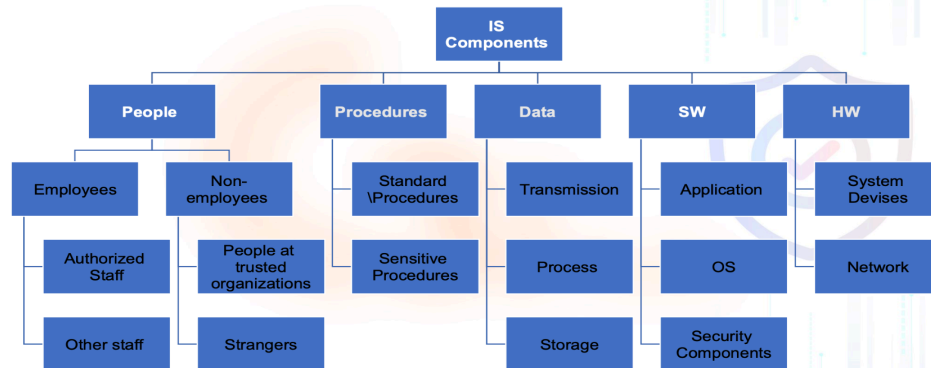 IS
Components
People
Procedures
Data
SW
HW
Employees
Non-
employees
Standard
\Procedures
Transmission
Application
System
Devises
Authorized
Staff
People at
trusted
organizations
Sensitive
Procedures
Process
OS
Network
Other staff
Strangers
Storage
Security
Components